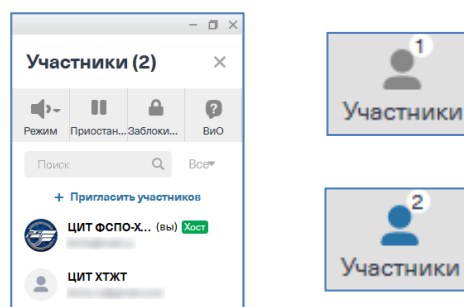 Участники (2)
Режим Приостан... Заблоки... ВиО
Поиск Все
+ Пригласить участников
ЦИТ ФСПО-Х... (вы) Хост
ЦИТ ХТЖТ
1
Участники
2
Участники